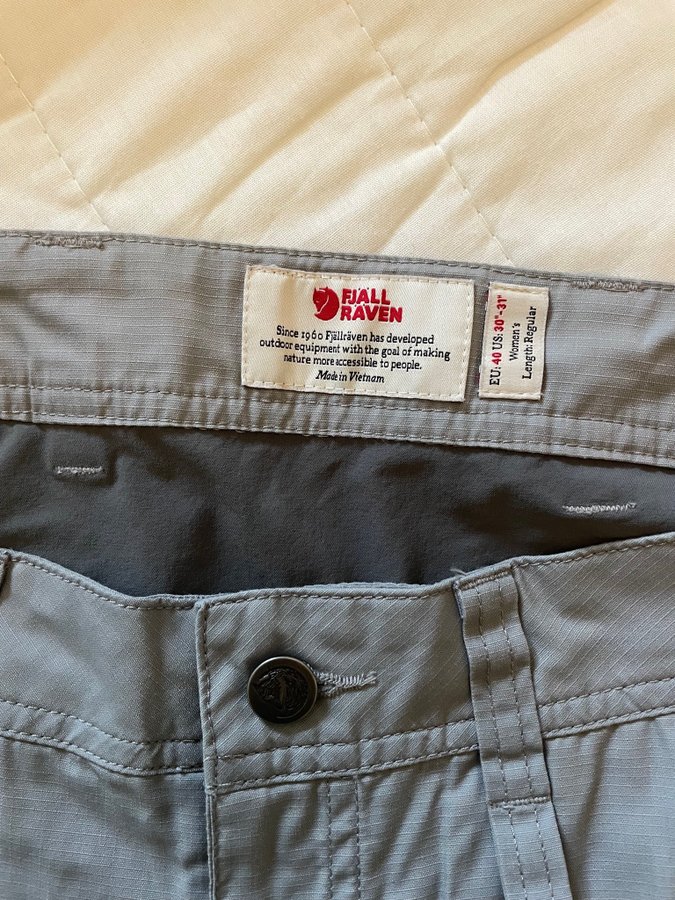 FJÄLL
RÄVEN
Since 1960 Fjällräven has developed
outdoor equipment with the goal of making
nature more accessible to people.
Made in Vietnam
EU: 40 US: 30"-31"
Women's
Length: Regular